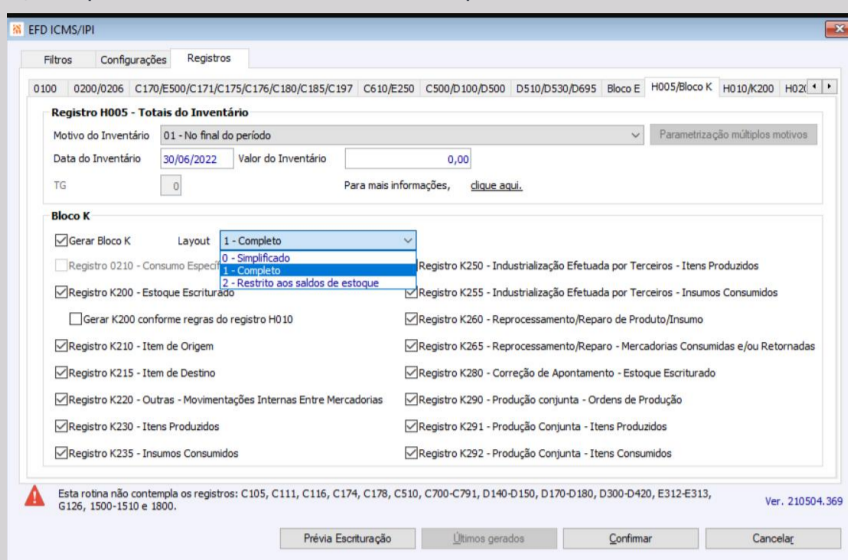 EFD ICMS/IPI
Filtros Configurações Registros
0100 0200/0206 C170/E500/C171/C175/C176/C180/C185/C197 C610/E250 C500/D100/D500 D510/D530/D695 Bloco E H005/Bloco K H010/K200 H020
Registro H005 - Totais do Inventário
Motivo do Inventário 01 - No final do período Parametrização múltiplos motivos
Data do Inventário 30/06/2022 Valor do Inventário 0,00
TG 0 Para mais informações, clique aqui.
Bloco K
Gerar Bloco K Layout 1 - Completo
0 - Simplificado
1 - Completo
2 - Restrito aos saldos de estoque
Registro 0210 - Consumo Específ Registro K250 - Industrialização Efetuada por Terceiros - Itens Produzidos
Registro K200 - Estoque Escriturado Registro K255 - Industrialização Efetuada por Terceiros - Insumos Consumidos
Gerar K200 conforme regras do registro H010 Registro K260 - Reprocessamento/Reparo de Produto/Insumo
Registro K210 - Item de Origem Registro K265 - Reprocessamento/Reparo - Mercadorias Consumidas e/ou Retornadas
Registro K215 - Item de Destino Registro K280 - Correção de Apontamento - Estoque Escriturado
Registro K220 - Outras - Movimentações Internas Entre Mercadorias Registro K290 - Produção conjunta - Ordens de Produção
Registro K230 - Itens Produzidos Registro K291 - Produção Conjunta - Itens Produzidos
Registro K235 - Insumos Consumidos Registro K292 - Produção Conjunta - Itens Consumidos
Esta rotina não contempla os registros: C105, C111, C116, C174, C178, C510, C700-C791, D140-D150, D170-D180, D300-D420, E312-E313,
G126, 1500-1510 e 1800. Ver. 210504.369
Prévia Escrituração Últimos gerados Confirmar Cancelar